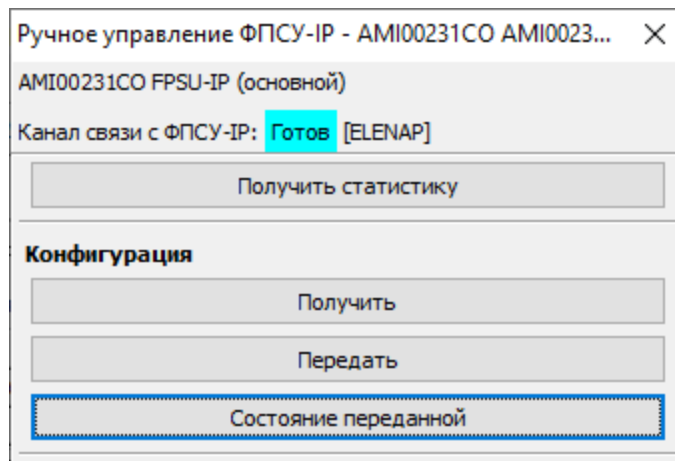 Ручное управление ФПСУ-IP - AMI00231CO AMI0023...
AMI00231CO FPSU-IP (основной)
Канал связи с ФПСУ-IP: Готов [ELENAP]
Получить статистику
Конфигурация
Получить
Передать
Состояние переданной